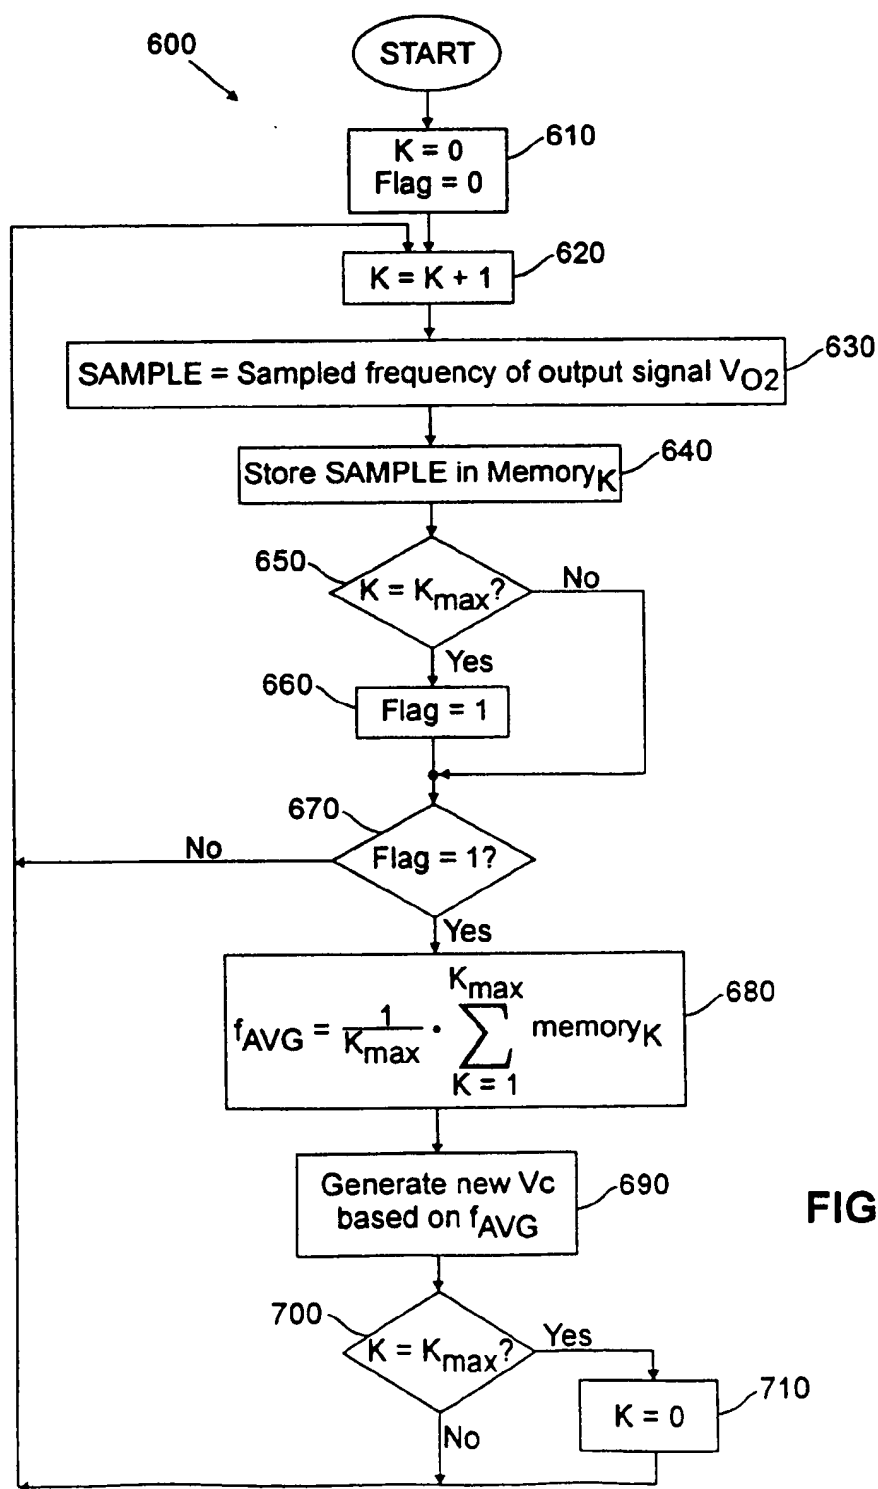 600
START
K = 0
Flag = 0
610
K = K + 1
620
SAMPLE = Sampled frequency of output signal VO2
630
Store SAMPLE in MemoryK
640
650
K = Kmax?
No
Yes
660
Flag = 1
670
Flag = 1?
No
Yes
fAVG = 1/Kmax · Kmax∑K = 1 memoryK
680
Generate new Vc
based on fAVG
690
FIG
700
K = Kmax?
Yes
K = 0
710
No